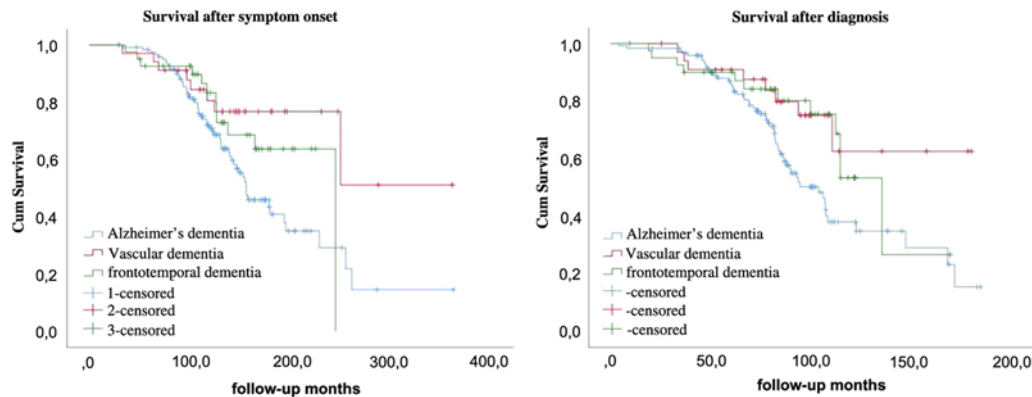 Survival after symptom onset
Cum Survival
1,0
0,8
0,6
0,4
0,2
0,0
Alzheimer's dementia
Vascular dementia
frontotemporal dementia
1-censored
2-censored
3-censored
,0 100,0 200,0 300,0 400,0
follow-up months
Survival after diagnosis
Cum Survival
1,0
0,8
0,6
0,4
0,2
0,0
Alzheimer's dementia
Vascular dementia
frontotemporal dementia
-censored
-censored
-censored
,0 50,0 100,0 150,0 200,0
follow-up months